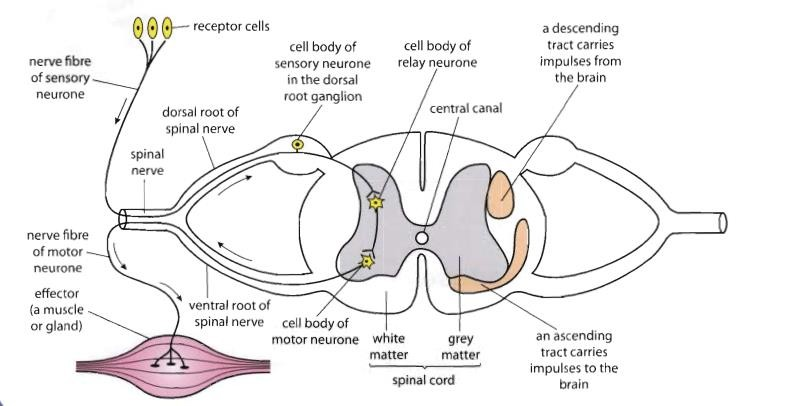 receptor cells
nerve fibre
of sensory
neurone
cell body of
sensory neurone
in the dorsal
root ganglion
cell body of
relay neurone
a descending
tract carries
impulses from
the brain
central canal
dorsal root of
spinal nerve
spinal
nerve
nerve fibre
of motor
neurone
effector
(a muscle
or gland)
ventral root of
spinal nerve
cell body of
motor neurone
white
matter
grey
matter
spinal cord
an ascending
tract carries
impulses to the
brain